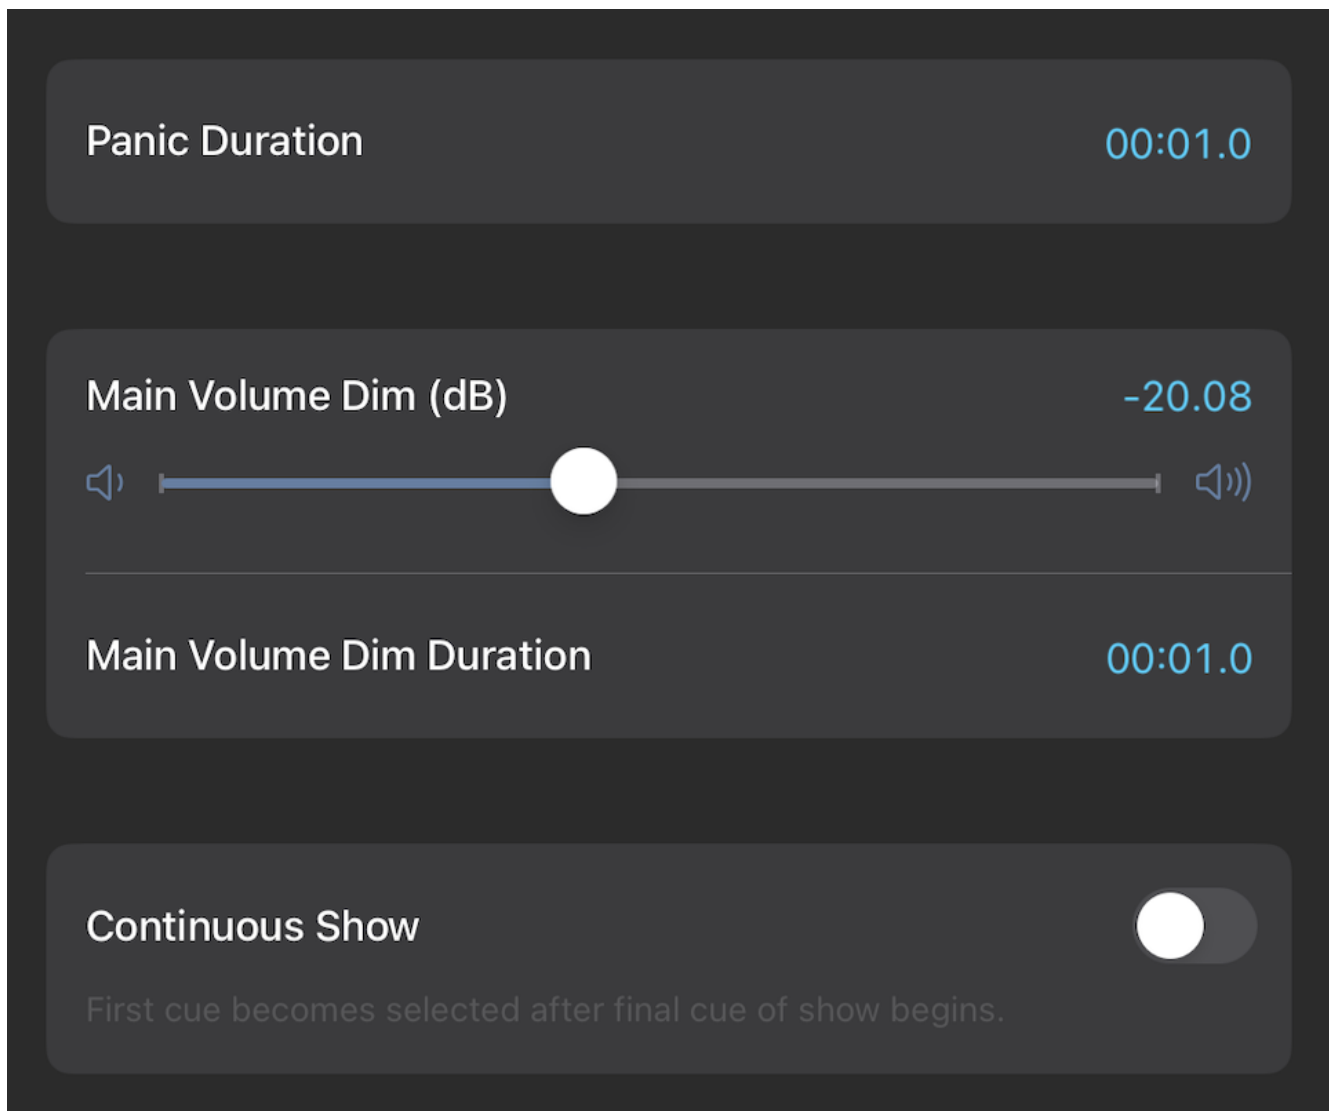 Panic Duration 00:01.0
Main Volume Dim (dB) -20.08
Main Volume Dim Duration 00:01.0
Continuous Show
First cue becomes selected after final cue of show begins.